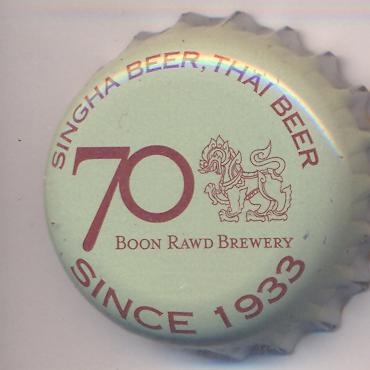 SINGHA BEER, THAI BEER
70
BOON RAWD BREWERY
SINCE 1933